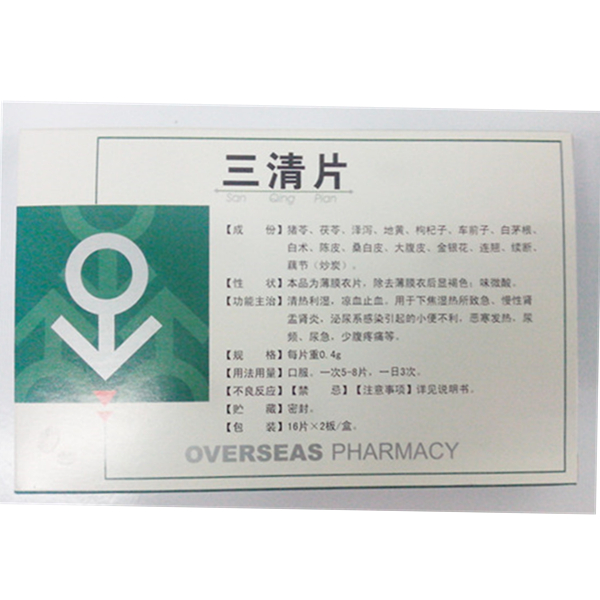 三清片
San Qing Pian
【成 份】猪苓、茯苓、泽泻、地黄、枸杞子、车前子、白茅根、
白术、陈皮、桑白皮、大腹皮、金银花、连翘、续断、
藕节（炒炭）。
【性 状】本品为薄膜衣片，除去薄膜衣后显褐色；味微酸。
【功能主治】清热利湿，凉血止血。用于下焦湿热所致急、慢性肾
盂肾炎，泌尿系感染引起的小便不利，恶寒发热，尿
频、尿急、少腹疼痛等。
【规 格】每片重0.4g
【用法用量】口服。一次5-8片，一日3次。
【不良反应】【禁 忌】【注意事项】详见说明书。
【贮 藏】密封。
【包 装】16片×2板/盒。
OVERSEAS PHARMACY